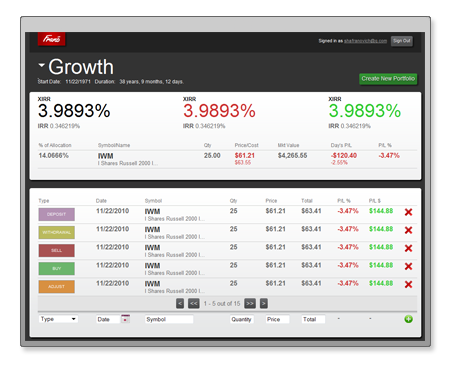 Frano
Signed in as Sign Out
Growth
Start Date: 11/22/1971 Duration: 38 years, 9 months, 12 days.
Create New Portfolio
XIRR XIRR XIRR
3.9893% 3.9893% 3.9893%
IRR 0.346219% IRR 0.346219% IRR 0.346219%
% of Allocation Symbol/Name Qty Price/Cost Mkt Value Day's P/L P/L %
14.0666% IWM 25.00 $61.21 $4,265.55 -$120.40 -3.47%
I Shares Russell 2000 I... $63.55 -2.55%
Type Date Symbol Qty Price Total P/L % P/L $
DEPOSIT 11/22/2010 IWM 25 $61.21 $63.41 -3.47% $144.88
I Shares Russell 2000 I...
WITHDRAWAL 11/22/2010 IWM 25 $61.21 $63.41 -3.47% $144.88
I Shares Russell 2000 I...
SELL 11/22/2010 IWM 25 $61.21 $63.41 -3.47% $144.88
I Shares Russell 2000 I...
BUY 11/22/2010 IWM 25 $61.21 $63.41 -3.47% $144.88
I Shares Russell 2000 I...
ADJUST 11/22/2010 IWM 25 $61.21 $63.41 -3.47% $144.88
I Shares Russell 2000 I...
< << 1 - 5 out of 15 >> >
Type Date Symbol Quantity Price Total - -